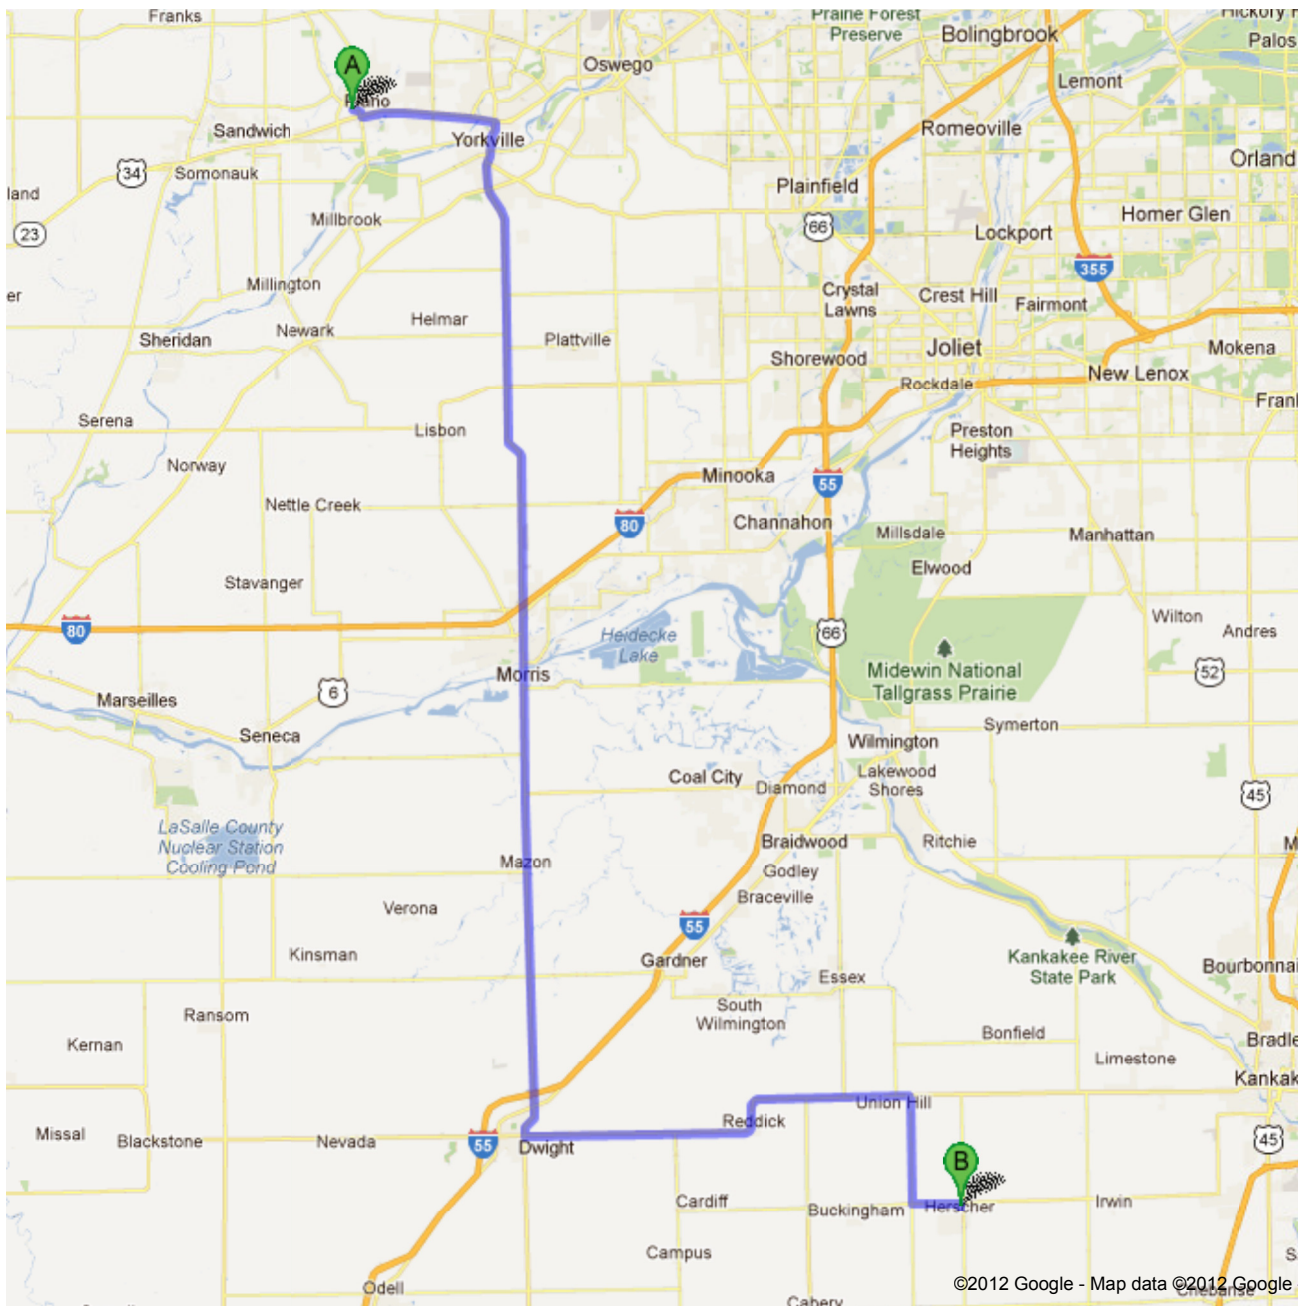 Franks
Prairie Forest
Preserve
Bolingbrook
Palos
A
Oswego
Lemont
Plano
Sandwich
Yorkville
Romeoville
34
Somonauk
Plainfield
Orland
land
23
Millbrook
66
Homer Glen
Lockport
355
er
Millington
Crystal
Lawns
Crest Hill
Fairmont
Newark
Helmar
Sheridan
Plattville
Shorewood
Joliet
Mokena
Rockdale
New Lenox
Serena
Lisbon
Preston
Heights
Norway
Minooka
55
Nettle Creek
80
Channahon
Millsdale
Manhattan
Elwood
Stavanger
80
Heidecke
Lake
66
Wilton
Andres
Morris
Midewin National
Tallgrass Prairie
52
Marseilles
6
Seneca
Symerton
Wilmington
Coal City
Diamond
Lakewood
Shores
45
LaSalle County
Nuclear Station
Cooling Pond
Braidwood
Ritchie
Mazon
Godley
Braceville
Verona
55
Kinsman
Gardner
Kankakee River
State Park
Essex
Bourbonnai
Ransom
South
Wilmington
Bonfield
Kernan
Bradle
Limestone
Kankak
Union Hill
Reddick
Missal
Blackstone
Nevada
55
Dwight
45
B
Cardiff
Buckingham
Herscher
Irwin
Campus
Odell
©2012 Google - Map data ©2012 Google
Cabery
Chebanse